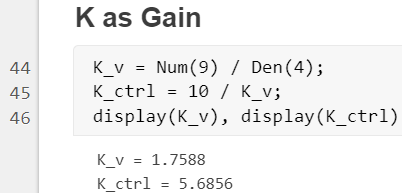 K as Gain
44 K_v = Num(9) / Den(4);
45 K_ctrl = 10 / K_v;
46 display(K_v), display(K_ctrl)
K_v = 1.7588
K_ctrl = 5.6856